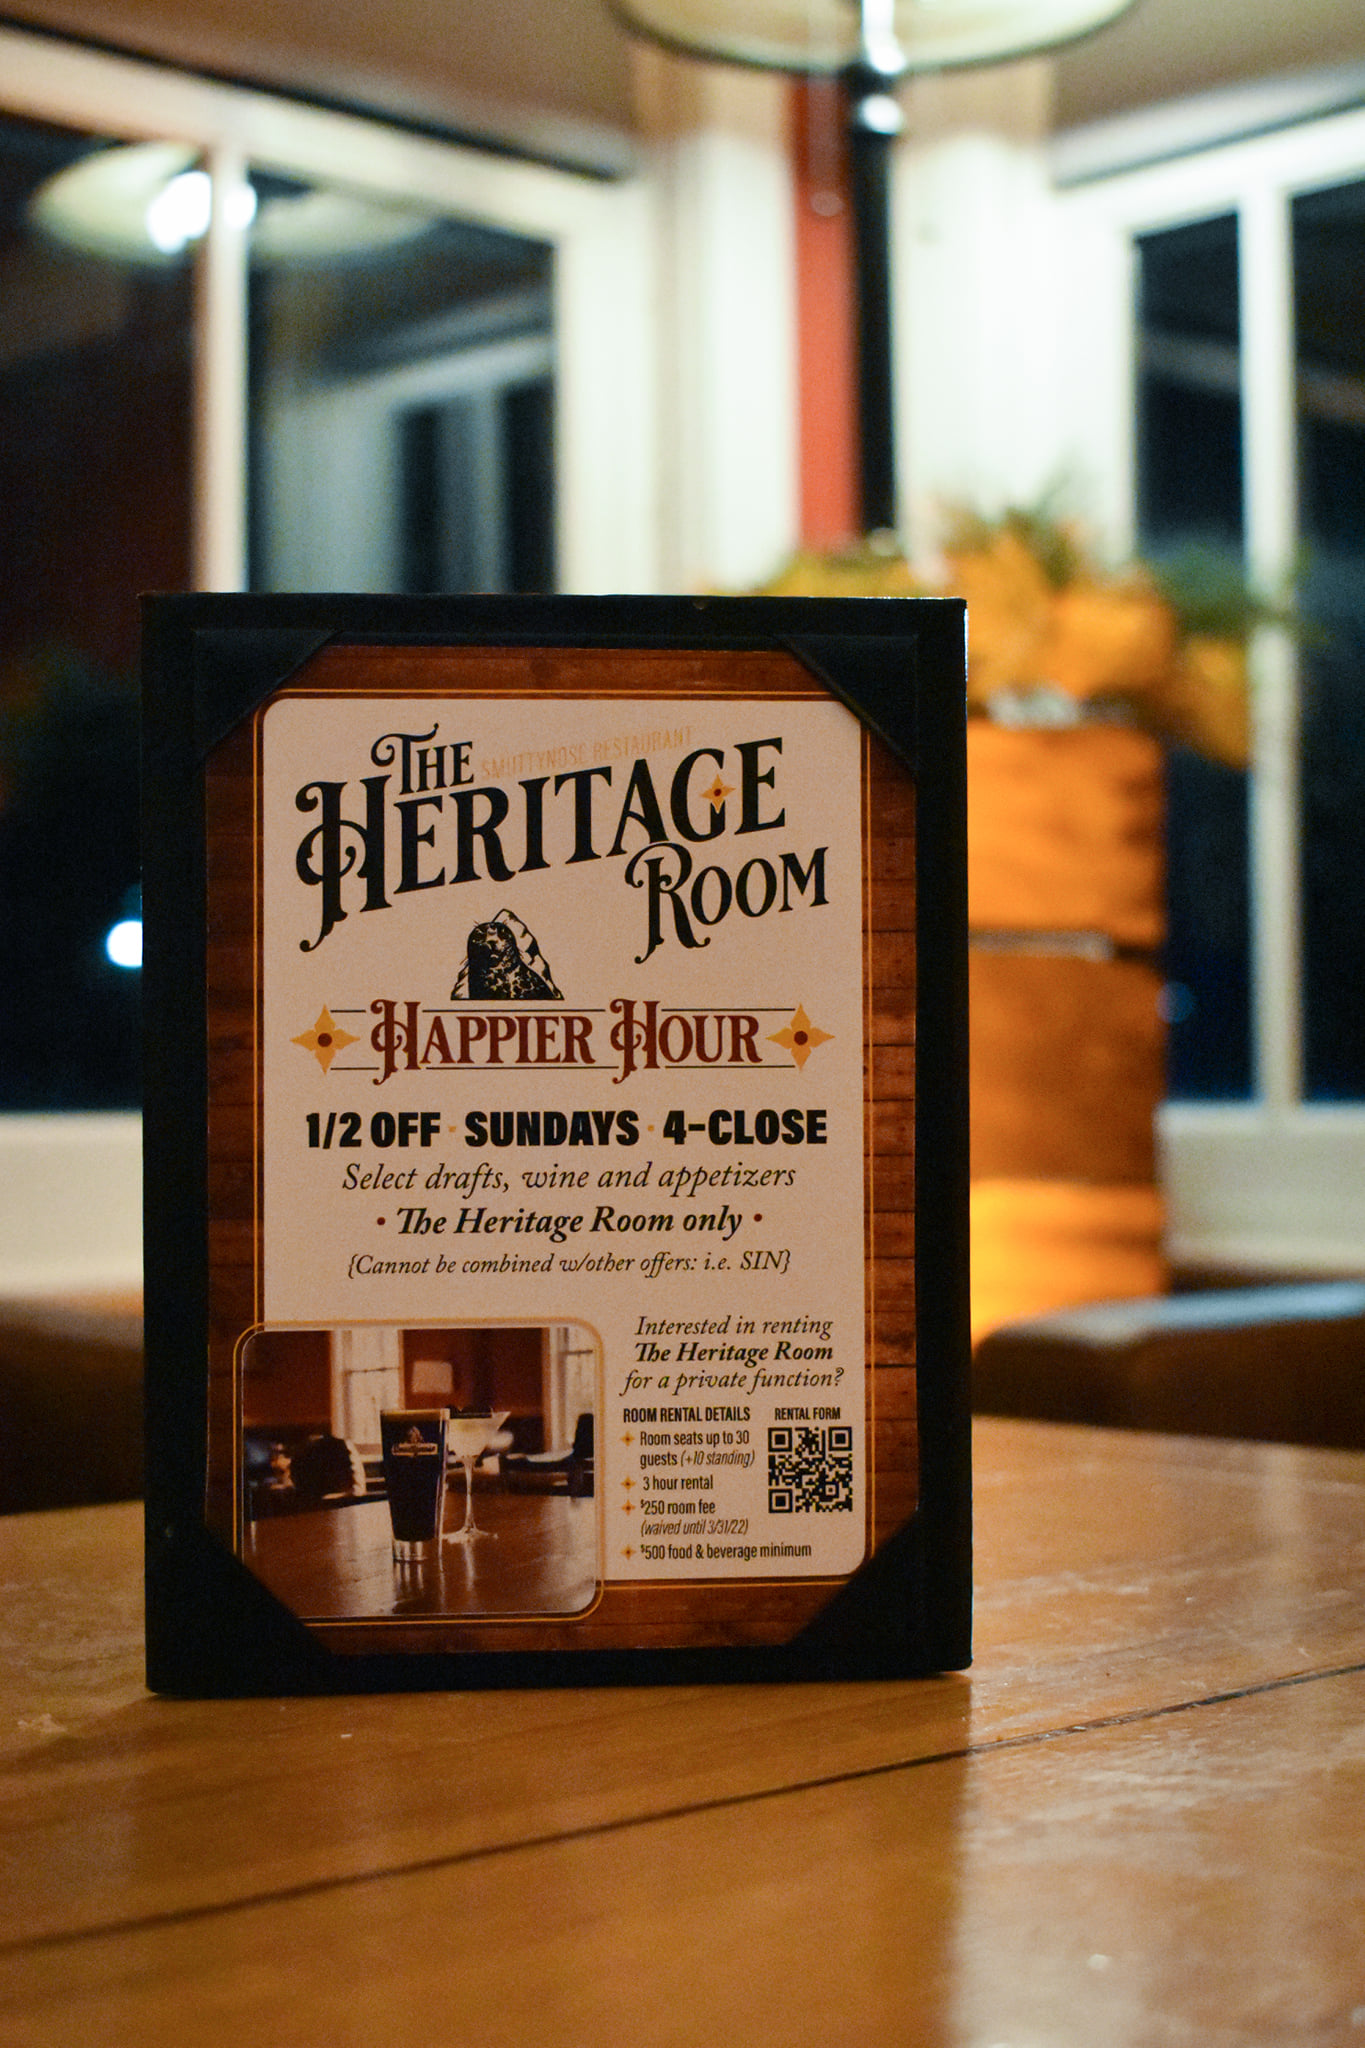 THE
SMUTTYNOSE RESTAURANT
HERITAGE
ROOM
HAPPIER HOUR
1/2 OFF · SUNDAYS · 4-CLOSE
Select drafts, wine and appetizers
• The Heritage Room only •
{Cannot be combined w/other offers: i.e. SIN}
Interested in renting
The Heritage Room
for a private function?
ROOM RENTAL DETAILS
Room seats up to 30
guests (+10 standing)
3 hour rental
$250 room fee
(waived until 3/31/22)
$500 food & beverage minimum
RENTAL FORM